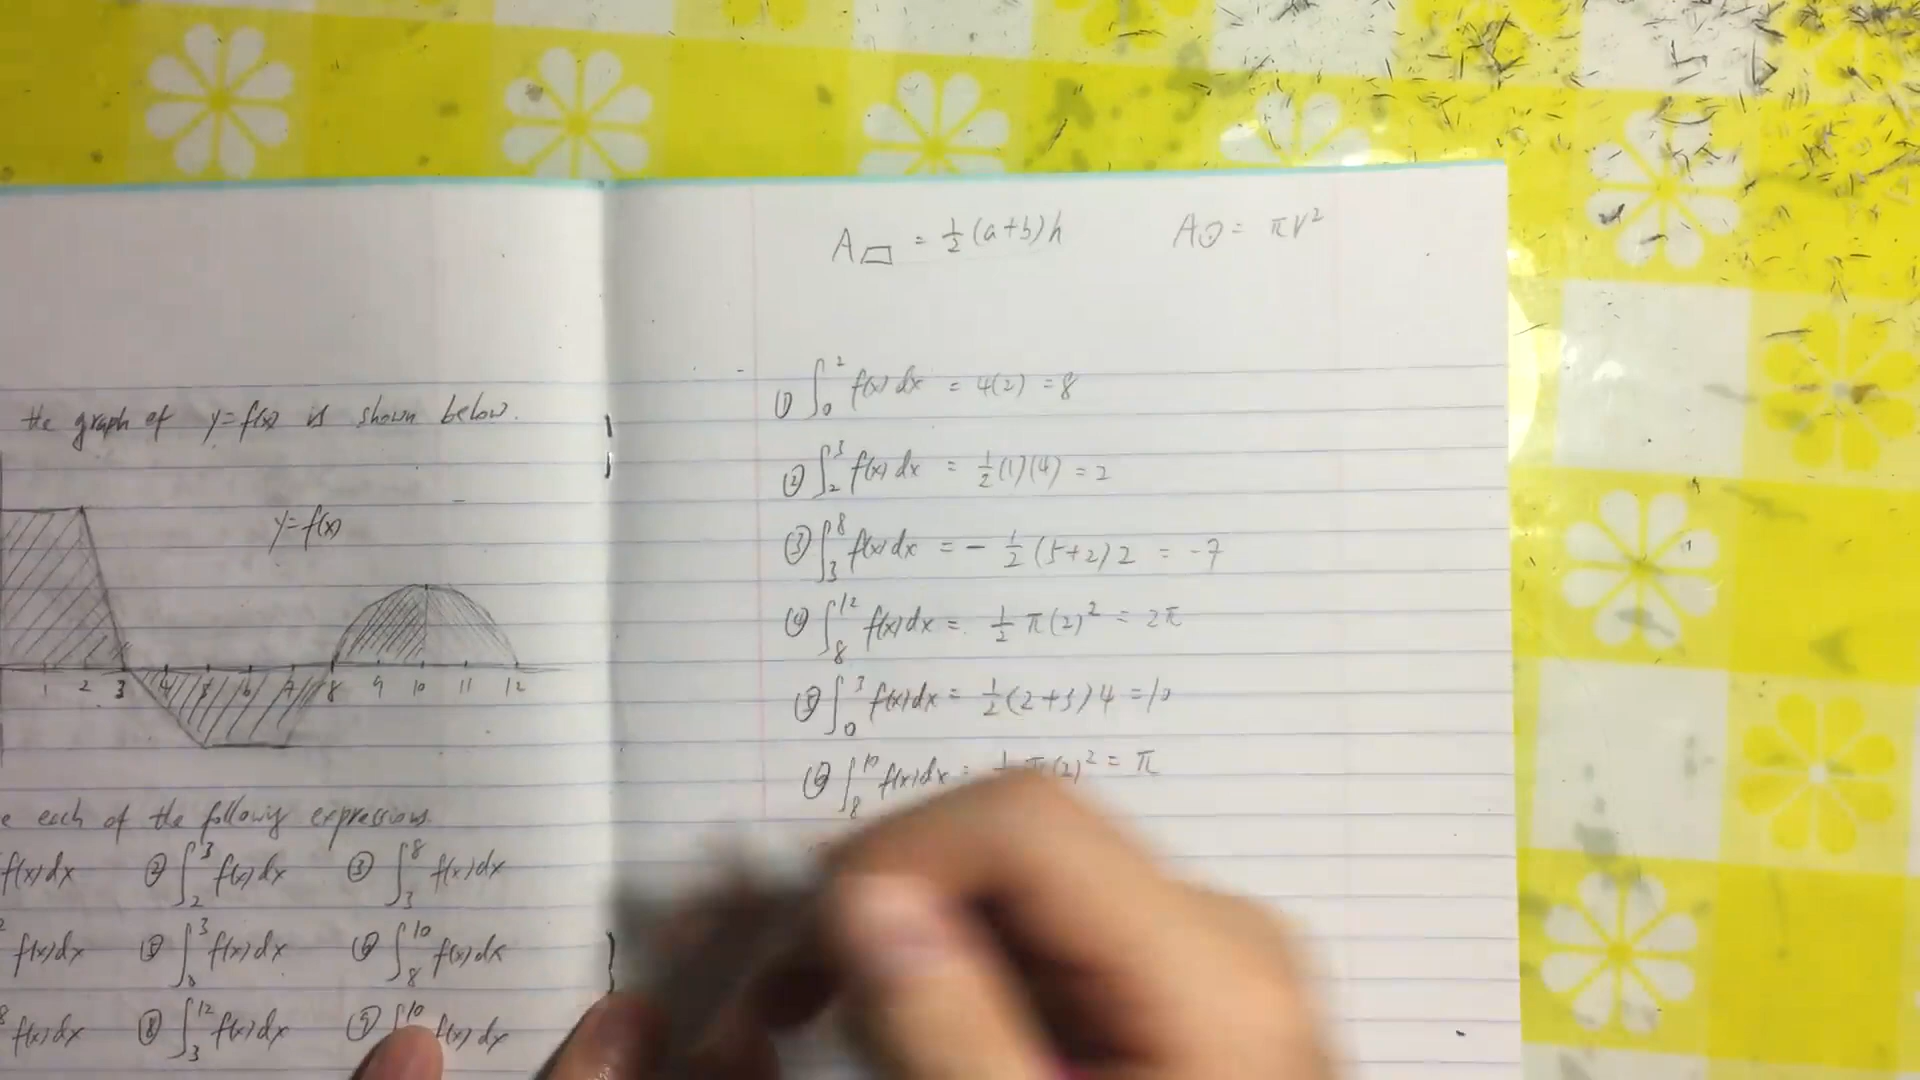 the graph of y=f(x) is shown below.
y=f(x)
1 2 3 4 5 6 7 8 9 10 11 12
e each of the following expressions.
f(x)dx ② ∫₂³ f(x)dx ③ ∫₃⁸ f(x)dx
² f(x)dx ⑤ ∫₀³ f(x)dx ⑥ ∫₈¹⁰ f(x)dx
⁸ f(x)dx ⑧ ∫₃¹² f(x)dx ⑨ ∫ ¹⁰ f(x)dx
A▱ = ½(a+b)h A○ = πr²
① ∫₀² f(x)dx = 4(2) = 8
② ∫₂³ f(x)dx = ½(1)(4) = 2
③ ∫₃⁸ f(x)dx = - ½(5+2)2 = -7
④ ∫₈¹² f(x)dx = ½π(2)² = 2π
⑤ ∫₀³ f(x)dx = ½(2+3)4 = 10
⑥ ∫₈¹⁰ f(x)dx = π(2)² = π